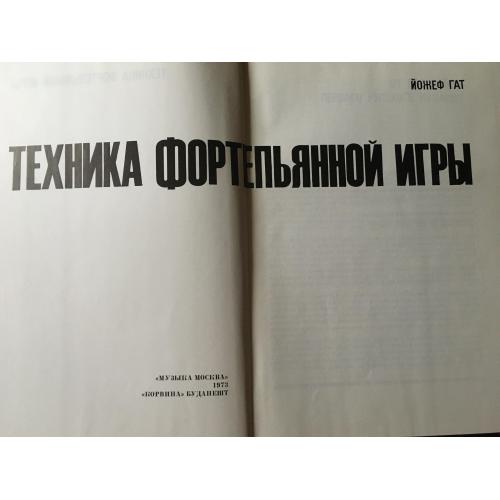 ЙОЖЕФ ГАТ
ТЕХНИКА ФОРТЕПЬЯННОЙ ИГРЫ
«МУЗЫКА МОСКВА»
1973
«КОРВИНА» БУДАПЕШТ